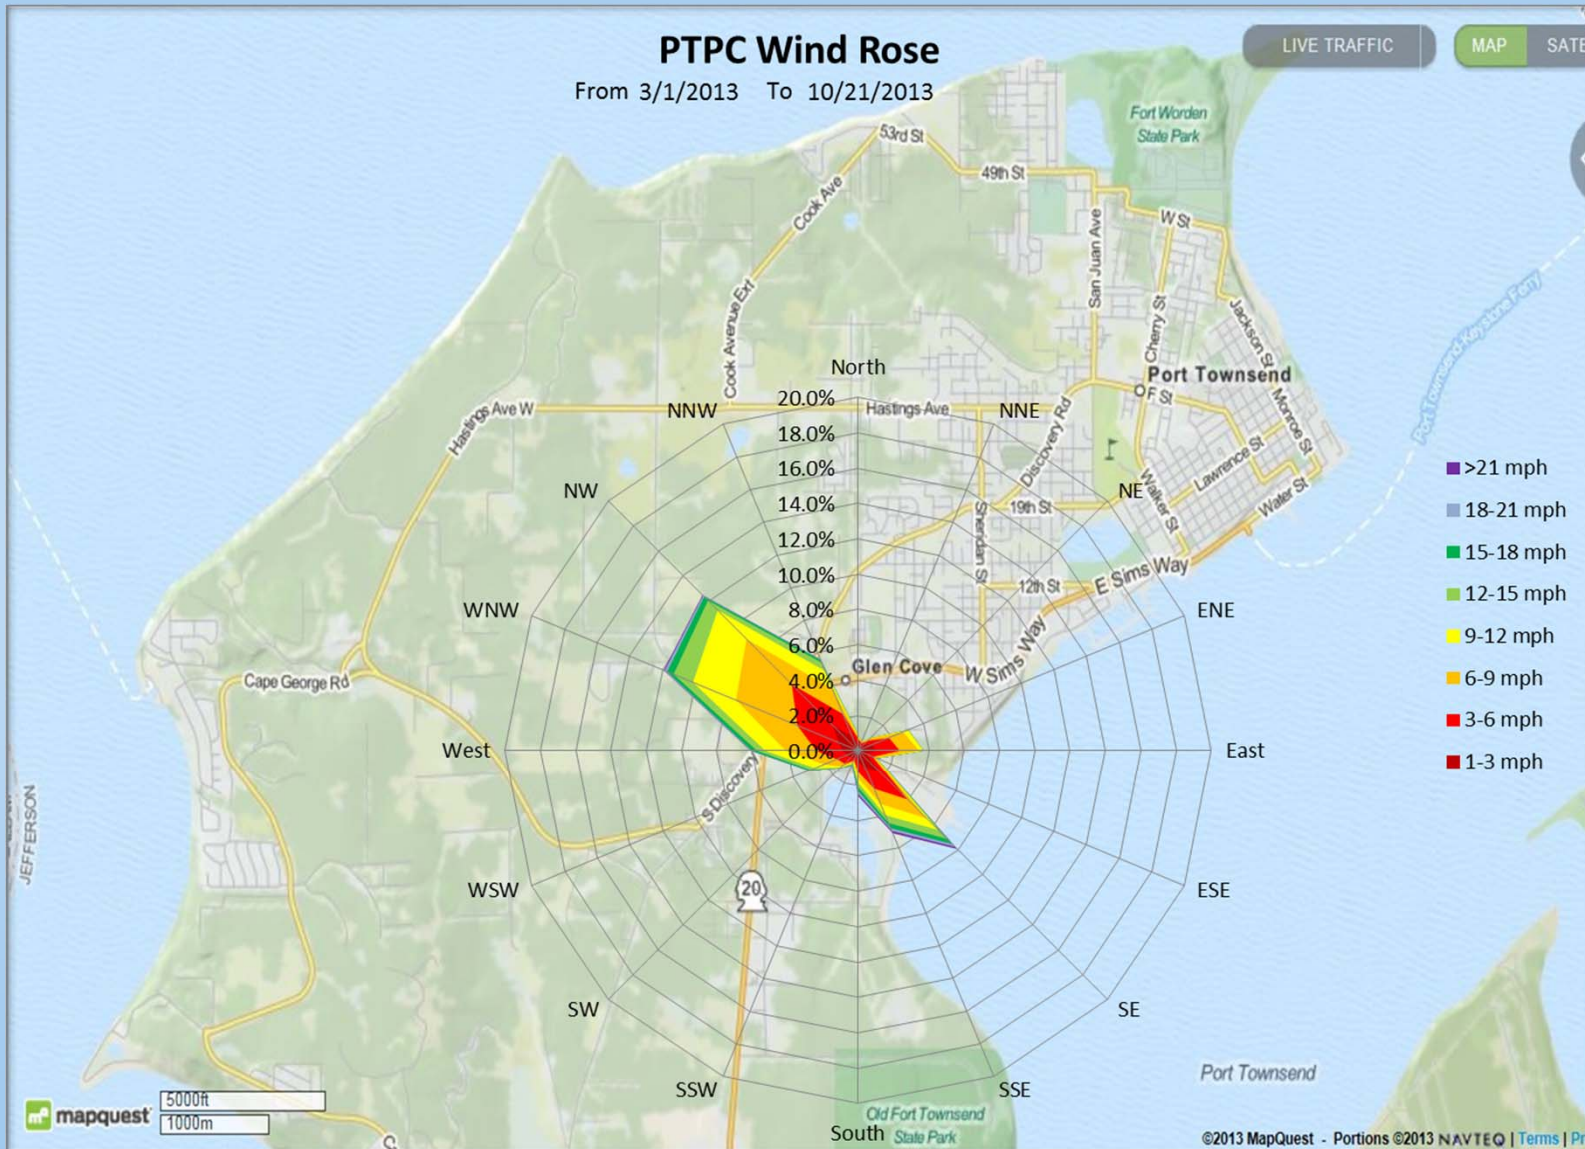 PTPC Wind Rose
From 3/1/2013 To 10/21/2013
LIVE TRAFFIC
MAP
SATE
Fort Worden
State Park
53rd St
49th St
Cook Ave
W St
San Juan Ave
Cook Avenue Ext
Cherry St
Jackson St
Port Townsend-Keystone Ferry
North
Port Townsend
F St
Monroe St
Hastings Ave W
Hastings Ave
NNW
NNE
20.0%
18.0%
16.0%
14.0%
12.0%
10.0%
8.0%
6.0%
4.0%
2.0%
0.0%
Discovery Rd
Lawrence St
Walker St
Water St
NW
NE
19th St
Sheridan St
12th St
E Sims Way
W Sims Way
WNW
ENE
Glen Cove
Cape George Rd
West
East
S Discovery
>21 mph
18-21 mph
15-18 mph
12-15 mph
9-12 mph
6-9 mph
3-6 mph
1-3 mph
JEFFERSON
WSW
ESE
20
SW
SE
SSW
SSE
South
Old Fort Townsend
State Park
Port Townsend
mapquest
5000ft
1000m
©2013 MapQuest - Portions ©2013 NAVTEQ | Terms | Pr